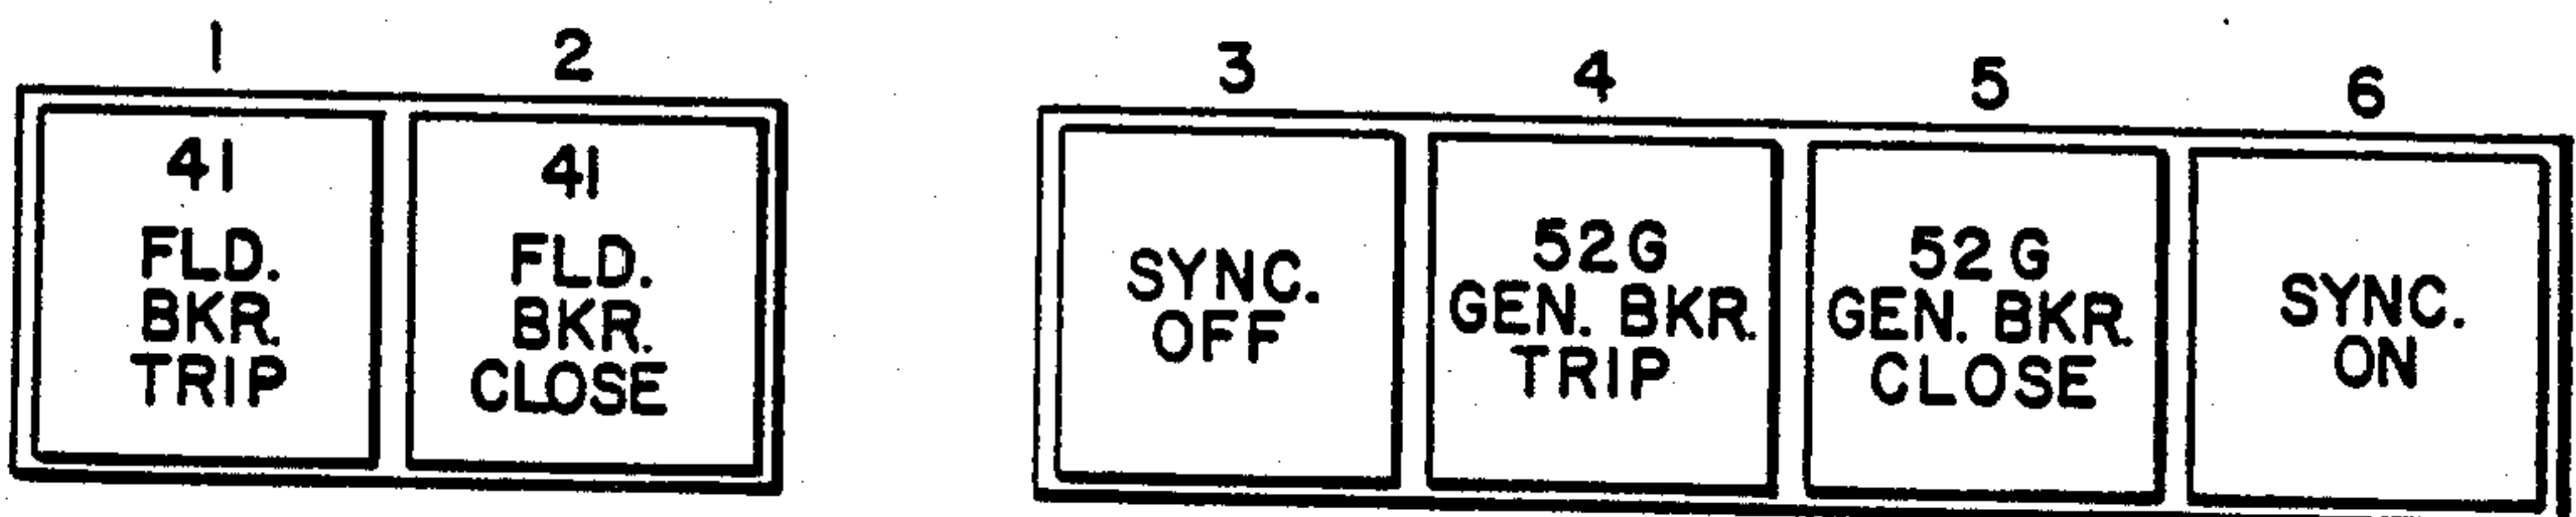 1 2 3 4 5 6
41
FLD.
BKR.
TRIP
41
FLD.
BKR.
CLOSE
SYNC.
OFF
52G
GEN. BKR.
TRIP
52G
GEN. BKR.
CLOSE
SYNC.
ON